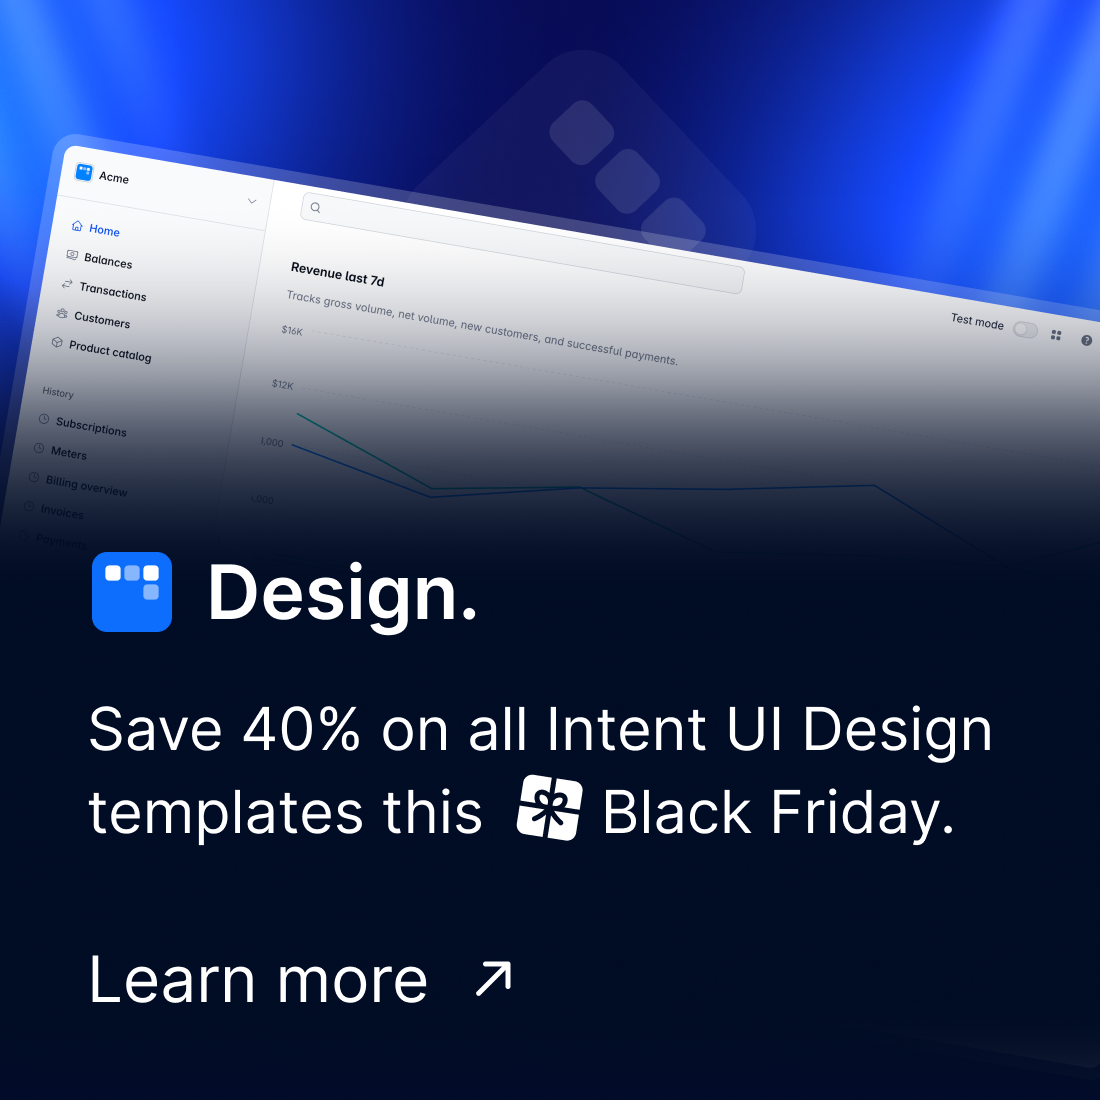 Acme
Home
Balances
Transactions
Customers
Product catalog
History
Subscriptions
Meters
Billing overview
Invoices
Payments
Revenue last 7d
Tracks gross volume, net volume, new customers, and successful payments.
$16K
$12K
Test mode
Design.
Save 40% on all Intent UI Design
templates this Black Friday.
Learn more